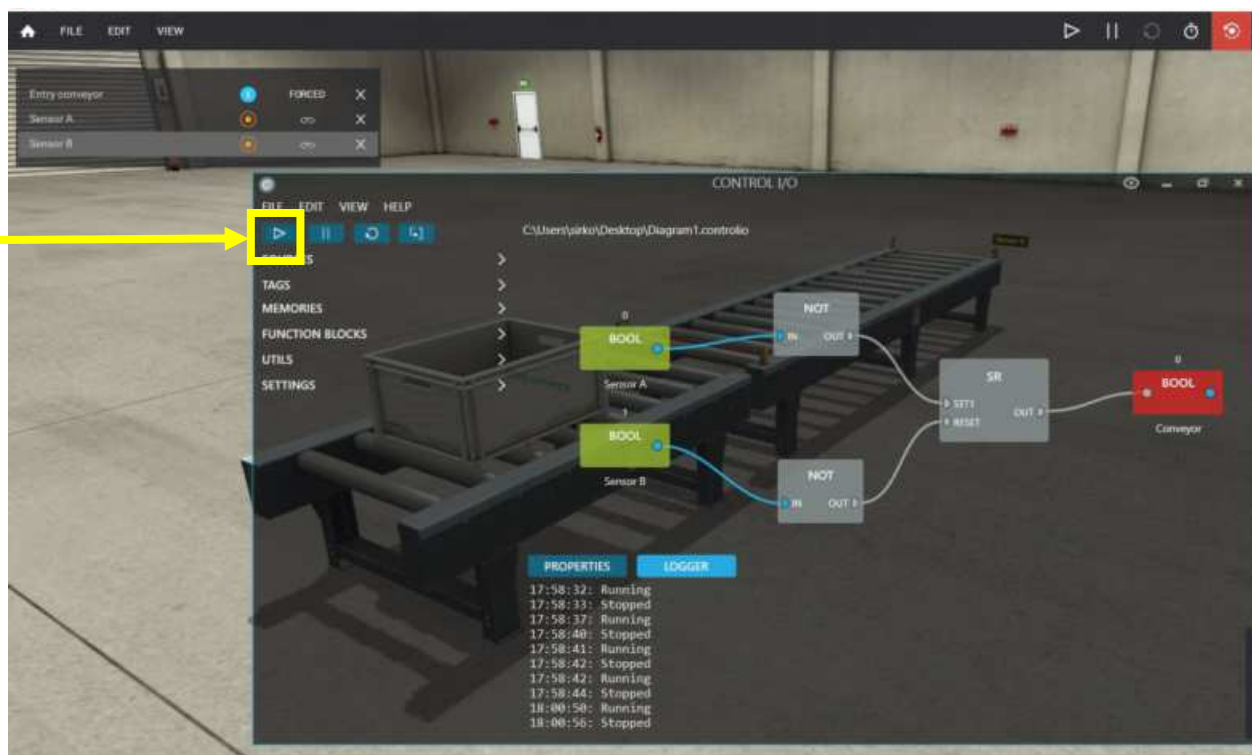 FILE EDIT VIEW
Entry conveyor FORCED X
Sensor A X
Sensor B X
CONTROL I/O
FILE EDIT VIEW HELP
C:\Users\sirko\Desktop\Diagram1.controlio
TAGS
MEMORIES
FUNCTION BLOCKS
UTILS
SETTINGS
0
BOOL
Sensor A
1
BOOL
Sensor B
NOT
IN OUT
NOT
IN OUT
SR
SET1
OUT
RESET
0
BOOL
Conveyor
PROPERTIES LOGGER
17:58:32: Running
17:58:33: Stopped
17:58:37: Running
17:58:40: Stopped
17:58:41: Running
17:58:42: Stopped
17:58:42: Running
17:58:44: Stopped
18:00:50: Running
18:00:56: Stopped